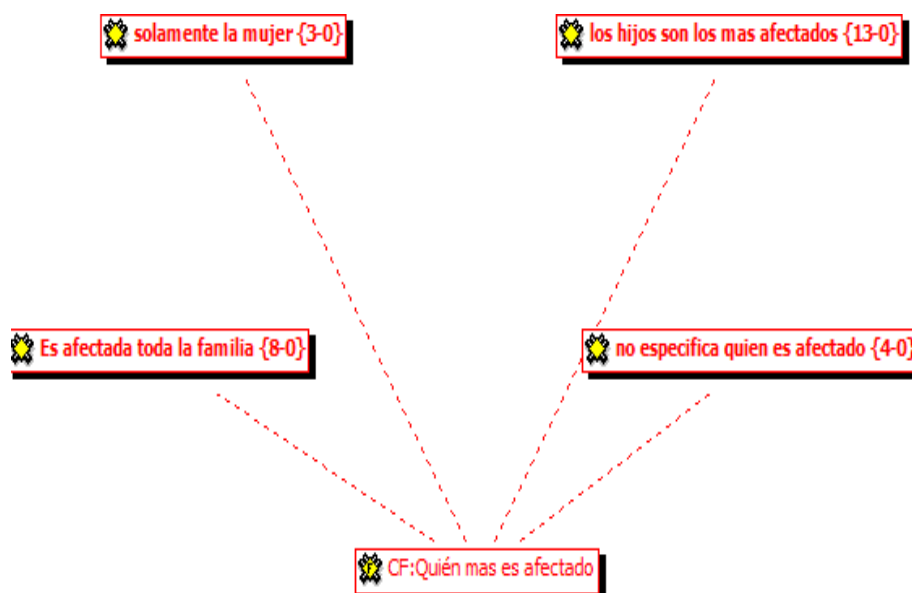 solamente la mujer {3-0}
los hijos son los mas afectados {13-0}
Es afectada toda la familia {8-0}
no especifica quien es afectado {4-0}
CF:Quién mas es afectado